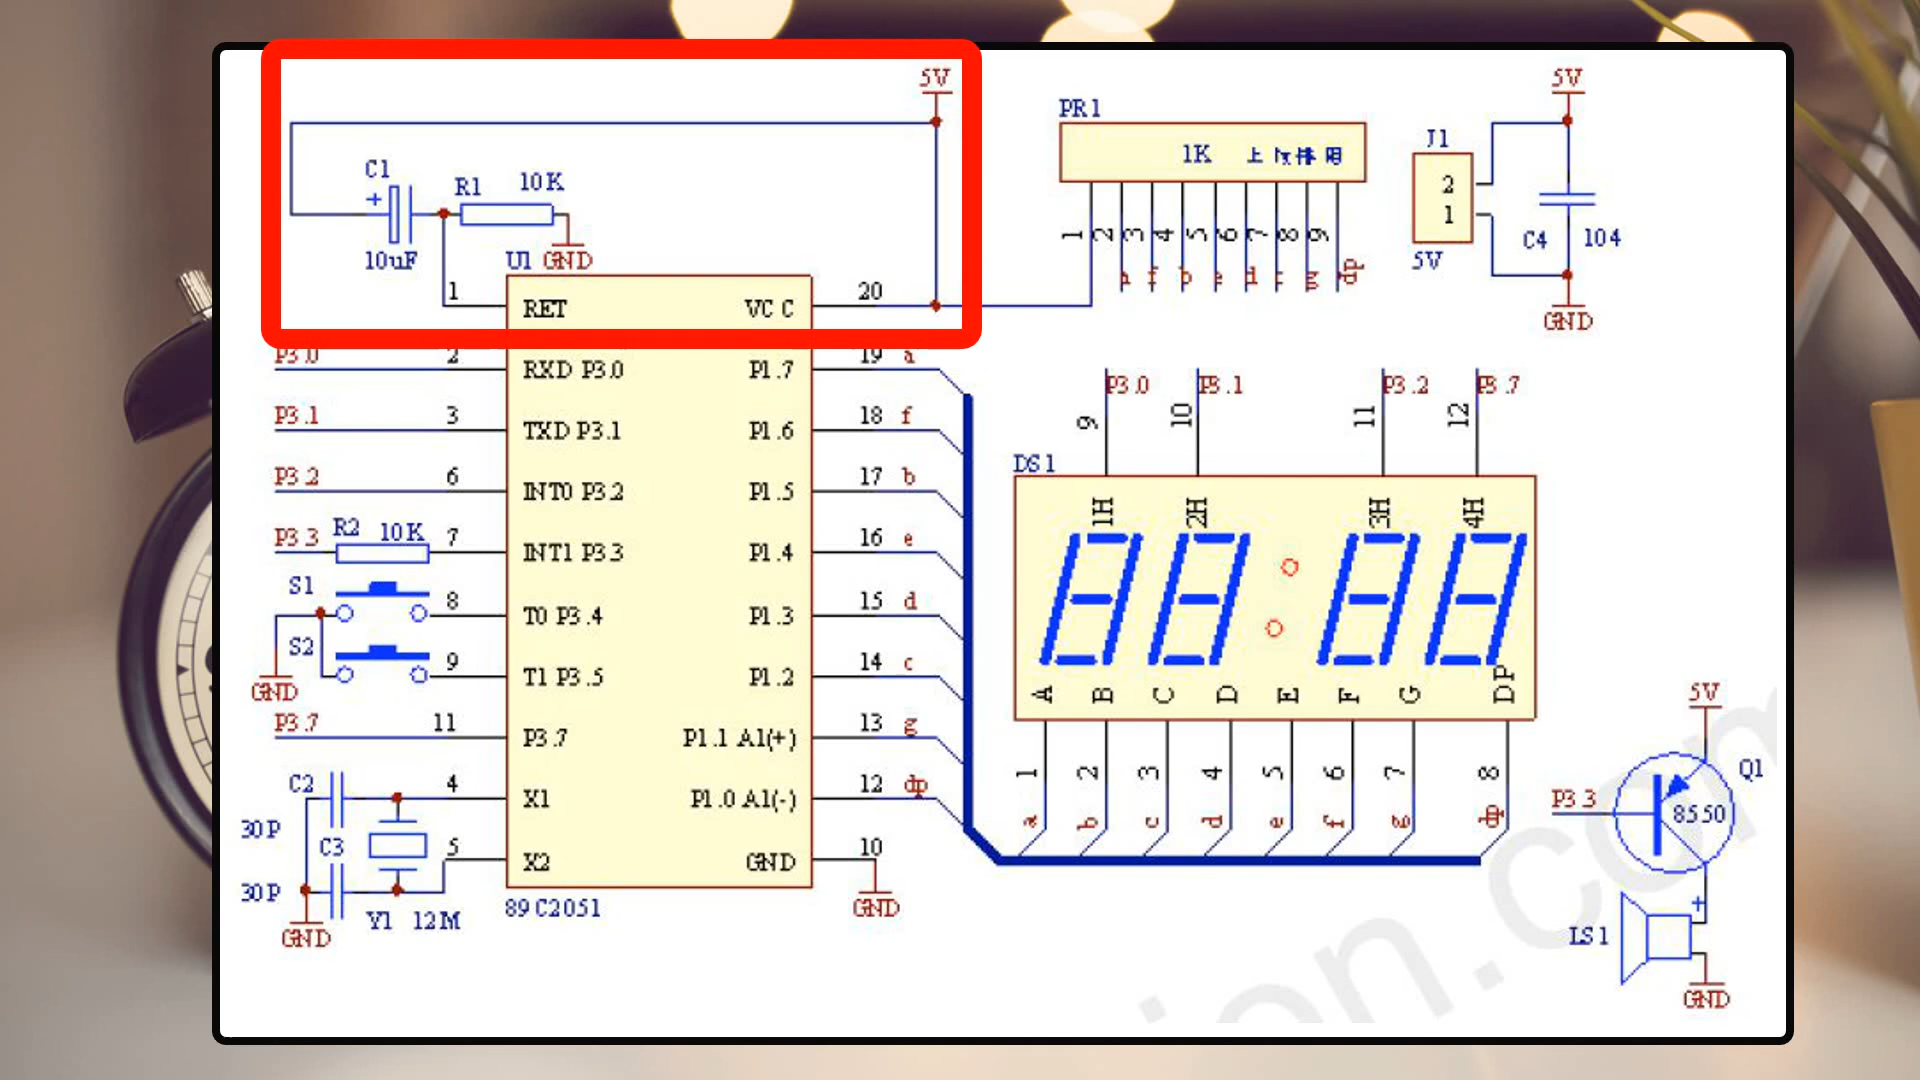 5V
C1
+
R1 10K
10uF
GND
U1
1
RET
VCC
20
PR1
1K
1
2
3
4
5
6
7
8
9
f
b
e
d
g
dp
J1
2
1
5V
5V
C4
104
GND
P3.0
2
RXD P3.0
P1.7
19
a
P3.1
3
TXD P3.1
P1.6
18
f
P3.2
6
INT0 P3.2
P1.5
17
b
P3.3
R2 10K
7
INT1 P3.3
P1.4
16
e
S1
8
T0 P3.4
P1.3
15
d
S2
9
T1 P3.5
P1.2
14
c
GND
P3.7
11
P3.7
P1.1 A1(+)
13
g
C2
30P
4
X1
P1.0 A1(-)
12
dp
C3
30P
5
X2
GND
10
GND
Y1 12M
GND
89C2051
P3.0
P3.1
P3.2
P3.7
9
10
11
12
DS1
1H
2H
3H
4H
A
B
C
D
E
F
G
DP
1
2
3
4
5
6
7
8
a
b
c
d
e
f
g
dp
5V
Q1
P3 3
8550
+
LS1
GND